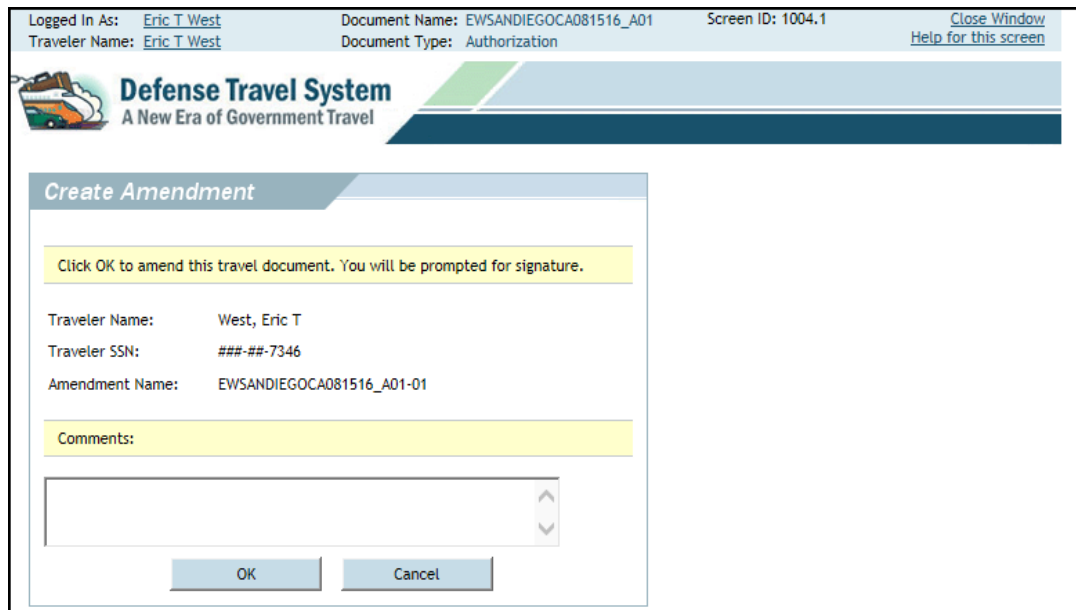 Logged In As: Eric T West Document Name: EWSANDIEGOCA081516_A01 Screen ID: 1004.1 Close Window
Traveler Name: Eric T West Document Type: Authorization Help for this screen
Defense Travel System
A New Era of Government Travel
Create Amendment
Click OK to amend this travel document. You will be prompted for signature.
Traveler Name: West, Eric T
Traveler SSN: ###-##-7346
Amendment Name: EWSANDIEGOCA081516_A01-01
Comments:
OK Cancel